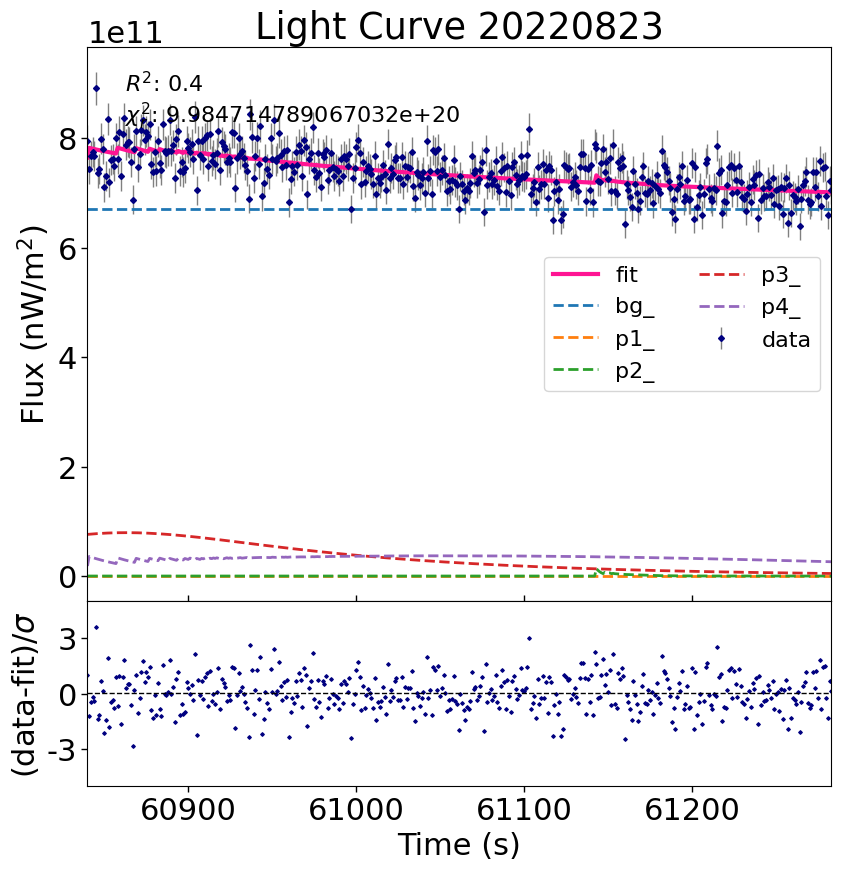 Light Curve 20220823
1e11
R²: 0.4
χ²: 9.984714789067032e+20
8
6
4
2
0
Flux (nW/m²)
fit
bg_
p1_
p2_
p3_
p4_
data
3
0
-3
(data-fit)/σ
60900 61000 61100 61200
Time (s)